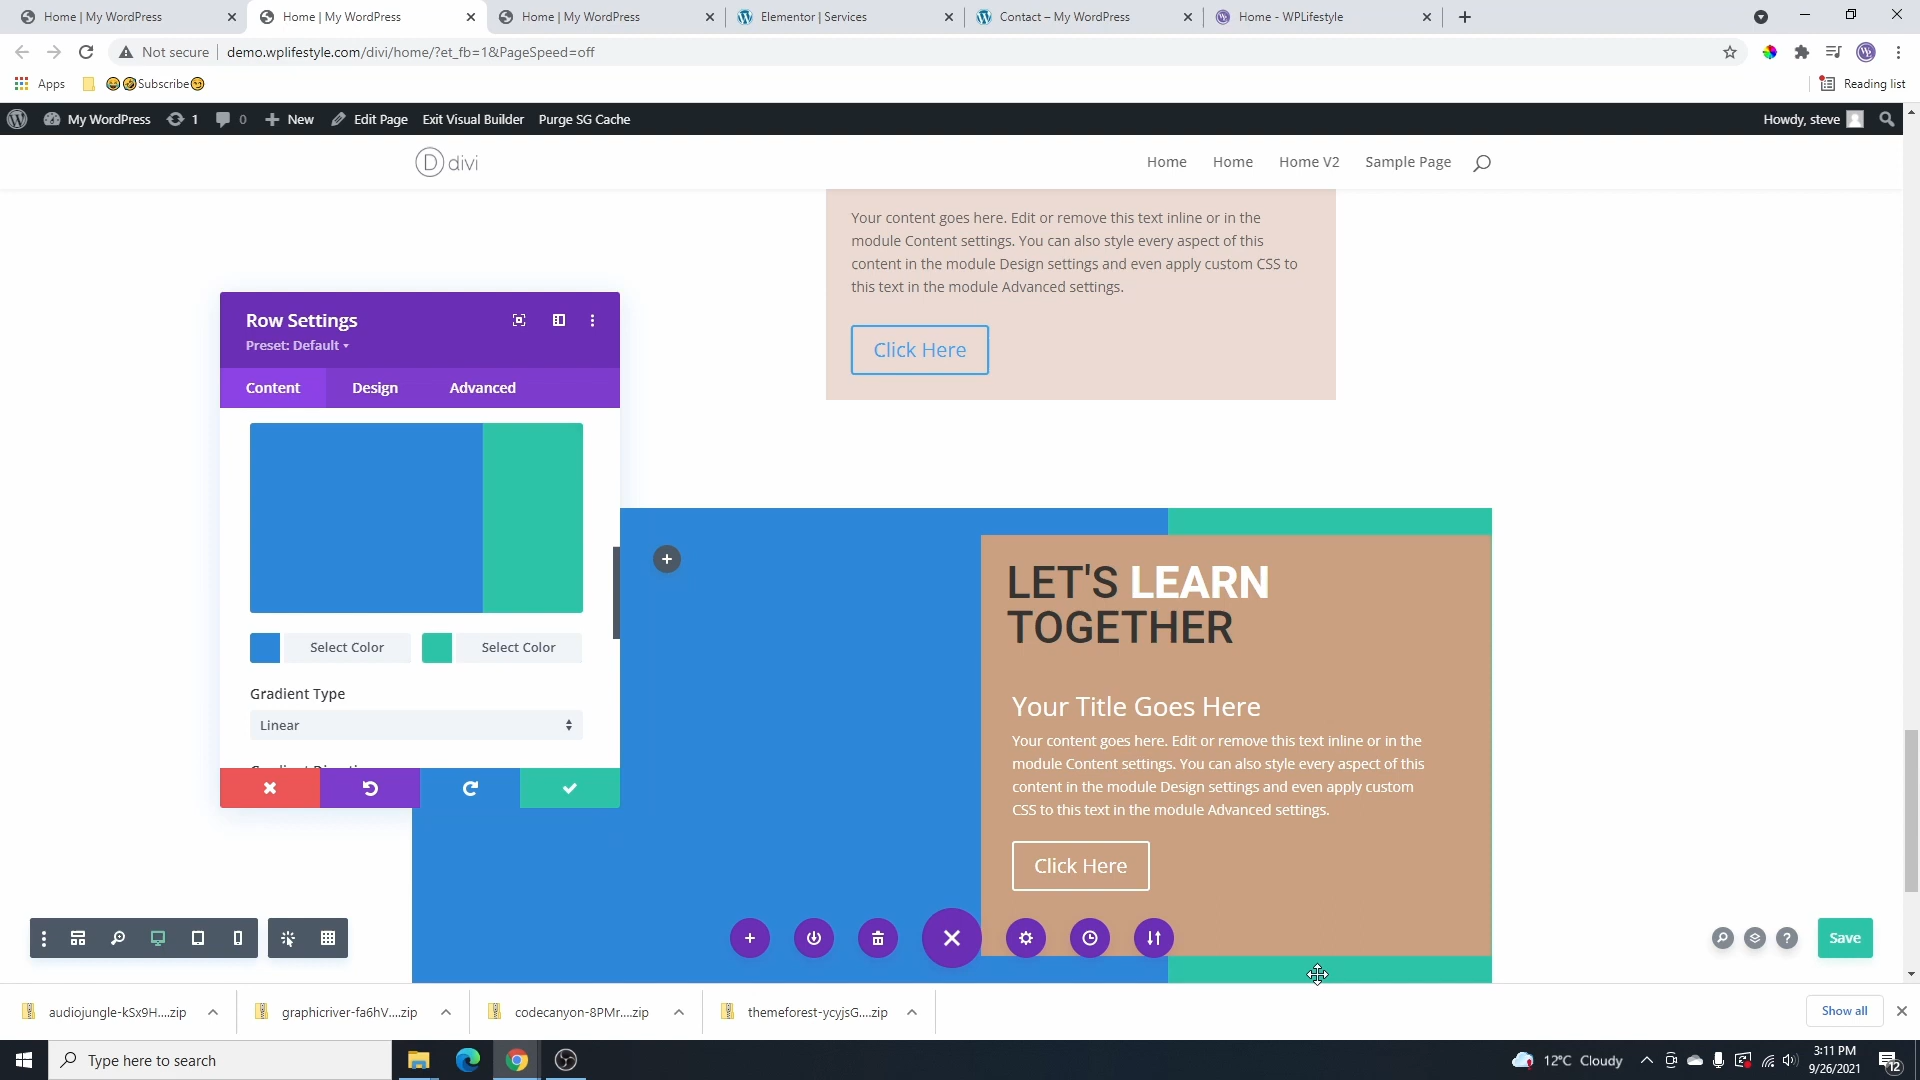 Home | My WordPress
Home | My WordPress
Home | My WordPress
Elementor | Services
Contact – My WordPress
Home - WPLifestyle
Not secure
demo.wplifestyle.com/divi/home/?et_fb=1&PageSpeed=off
Apps
😂🤣Subscribe😏
Reading list
My WordPress
1
0
New
Edit Page
Exit Visual Builder
Purge SG Cache
Howdy, steve
D divi
Home
Home
Home V2
Sample Page
Your content goes here. Edit or remove this text inline or in the
module Content settings. You can also style every aspect of this
content in the module Design settings and even apply custom CSS to
this text in the module Advanced settings.
Click Here
Row Settings
Preset: Default
Content
Design
Advanced
Select Color
Select Color
Gradient Type
Linear
LET'S LEARN
TOGETHER
Your Title Goes Here
Your content goes here. Edit or remove this text inline or in the
module Content settings. You can also style every aspect of this
content in the module Design settings and even apply custom
CSS to this text in the module Advanced settings.
Click Here
Save
audiojungle-kSx9H....zip
graphicriver-fa6hV....zip
codecanyon-8PMr....zip
themeforest-ycyjsG....zip
Show all
Type here to search
12°C Cloudy
3:11 PM
9/26/2021
12